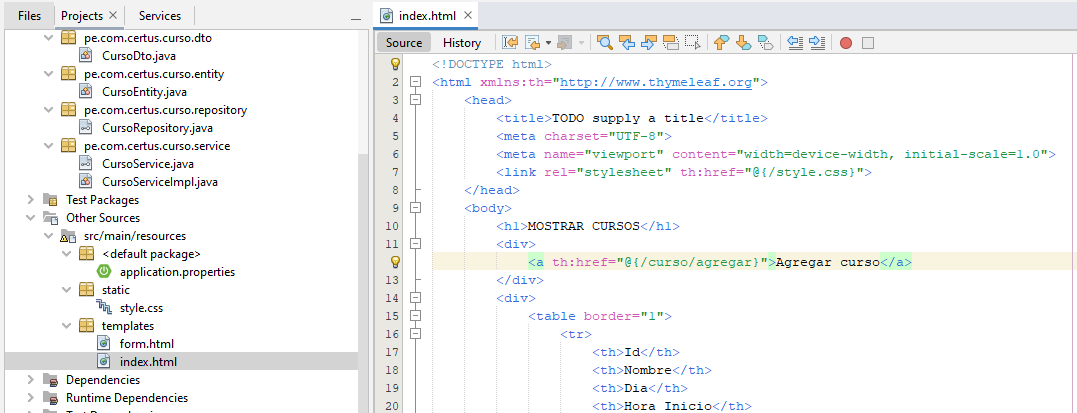 Files
Projects
Services
pe.com.certus.curso.dto
CursoDto.java
pe.com.certus.curso.entity
CursoEntity.java
pe.com.certus.curso.repository
CursoRepository.java
pe.com.certus.curso.service
CursoService.java
CursoServiceImpl.java
Test Packages
Other Sources
src/main/resources
<default package>
application.properties
static
style.css
templates
form.html
index.html
Dependencies
Runtime Dependencies
index.html
Source
History
<!DOCTYPE html>
2 <html xmlns:th="http://www.thymeleaf.org">
3 <head>
4 <title>TODO supply a title</title>
5 <meta charset="UTF-8">
6 <meta name="viewport" content="width=device-width, initial-scale=1.0">
7 <link rel="stylesheet" th:href="@{/style.css}">
8 </head>
9 <body>
10 <h1>MOSTRAR CURSOS</h1>
11 <div>
<a th:href="@{/curso/agregar}">Agregar curso</a>
13 </div>
14 <div>
15 <table border="1">
16 <tr>
17 <th>Id</th>
18 <th>Nombre</th>
19 <th>Dia</th>
20 <th>Hora Inicio</th>